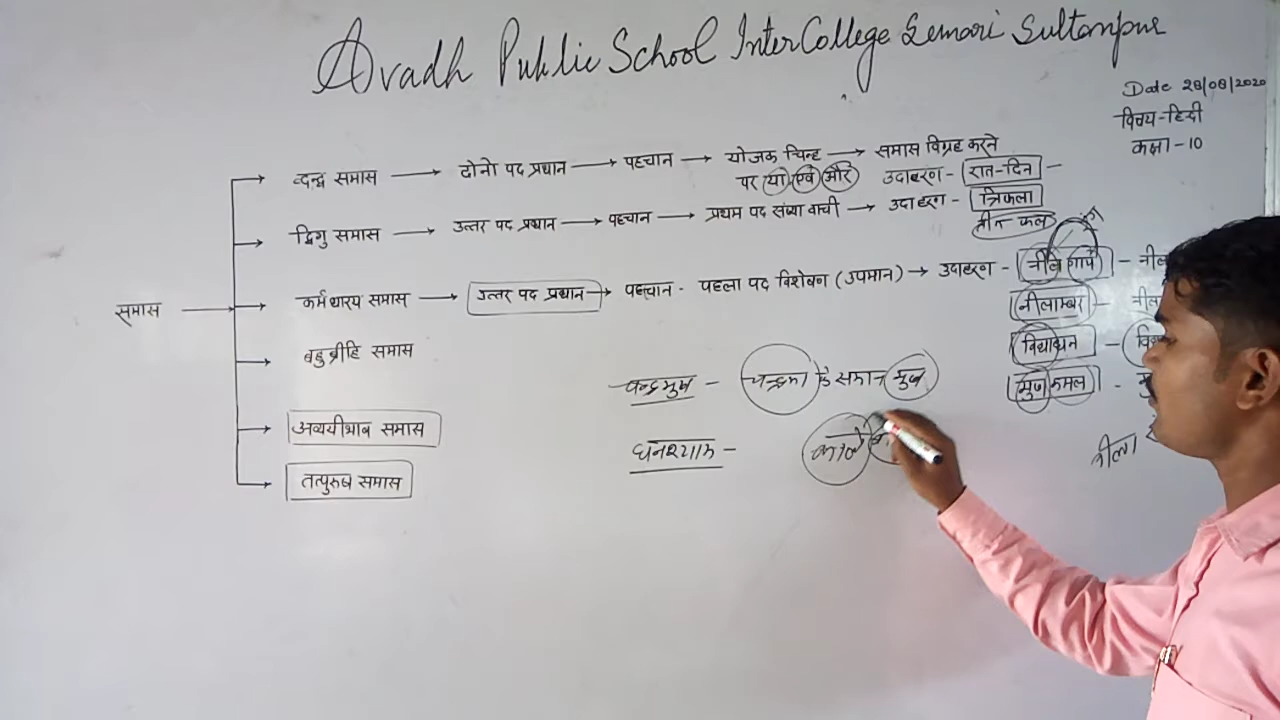 Avadh Public School Inter College Semari Sultanpur
Date 28/08/2020
विषय-हिन्दी
कक्षा-10
समास
द्वन्द्व समास → दोनो पद प्रधान → पहचान → योजक चिन्ह → समास विग्रह करने
पर या एवं और उदाहरण - रात-दिन -
द्विगु समास → उत्तर पद प्रधान → पहचान → प्रथम पद संख्या वाची → उदाहरण - त्रिफला
तीन फल
कर्मधारय समास → उत्तर पद प्रधान → पहचान - पहला पद विशेषण (उपमान) → उदाहरण - नील गाय -
नीलाम्बर -
बहुब्रीहि समास
विद्याधन -
चन्द्रमुख - चन्द्रमा के समान मुख
मुख कमल -
अव्ययीभाव समास
घनश्याम - काले
नीला
तत्पुरुष समास